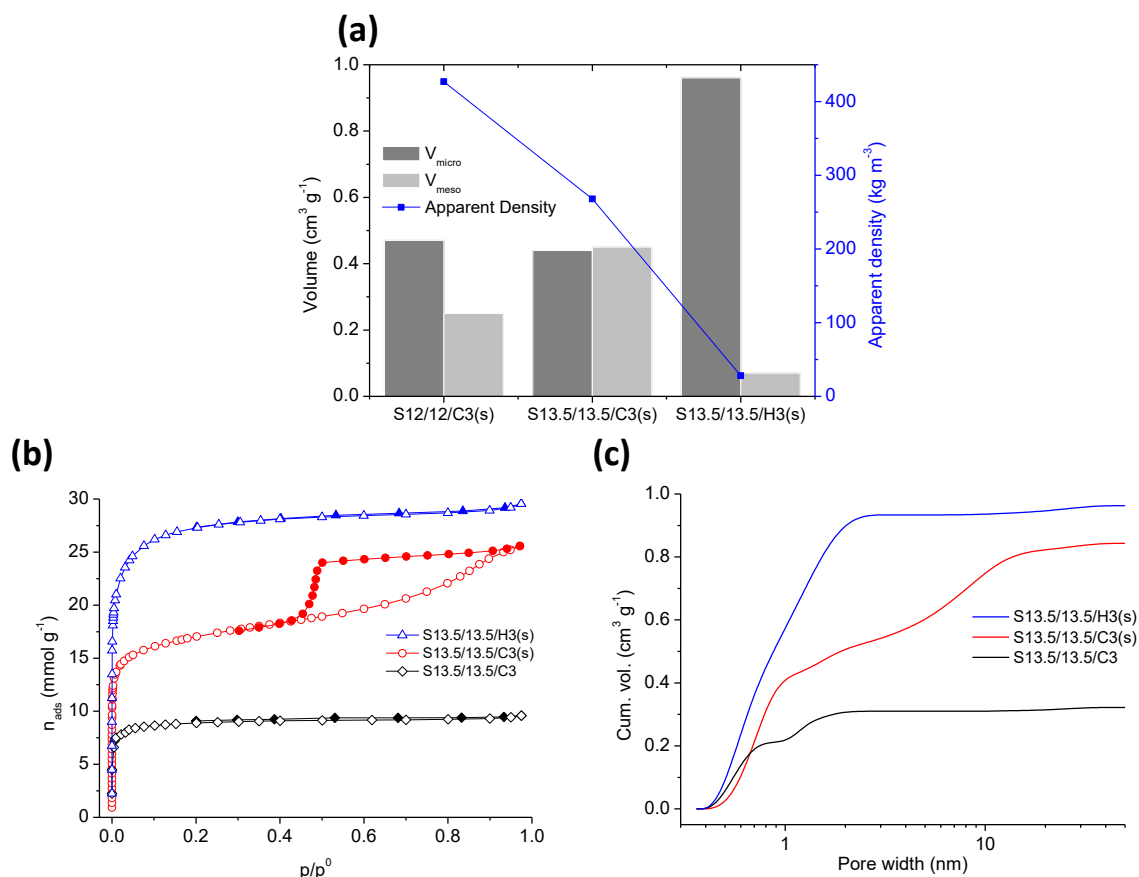 (a)
1.0
0.8
0.6
0.4
0.2
0.0
Volume (cm³ g⁻¹)
V_micro
V_meso
Apparent Density
400
300
200
100
0
Apparent density (kg m⁻³)
S12/12/C3(s)
S13.5/13.5/C3(s)
S13.5/13.5/H3(s)
(b)
30
25
20
15
10
5
0
n_ads (mmol g⁻¹)
S13.5/13.5/H3(s)
S13.5/13.5/C3(s)
S13.5/13.5/C3
0.0
0.2
0.4
0.6
0.8
1.0
p/p⁰
(c)
1.0
0.8
0.6
0.4
0.2
0.0
Cum. vol. (cm³ g⁻¹)
S13.5/13.5/H3(s)
S13.5/13.5/C3(s)
S13.5/13.5/C3
1
10
Pore width (nm)